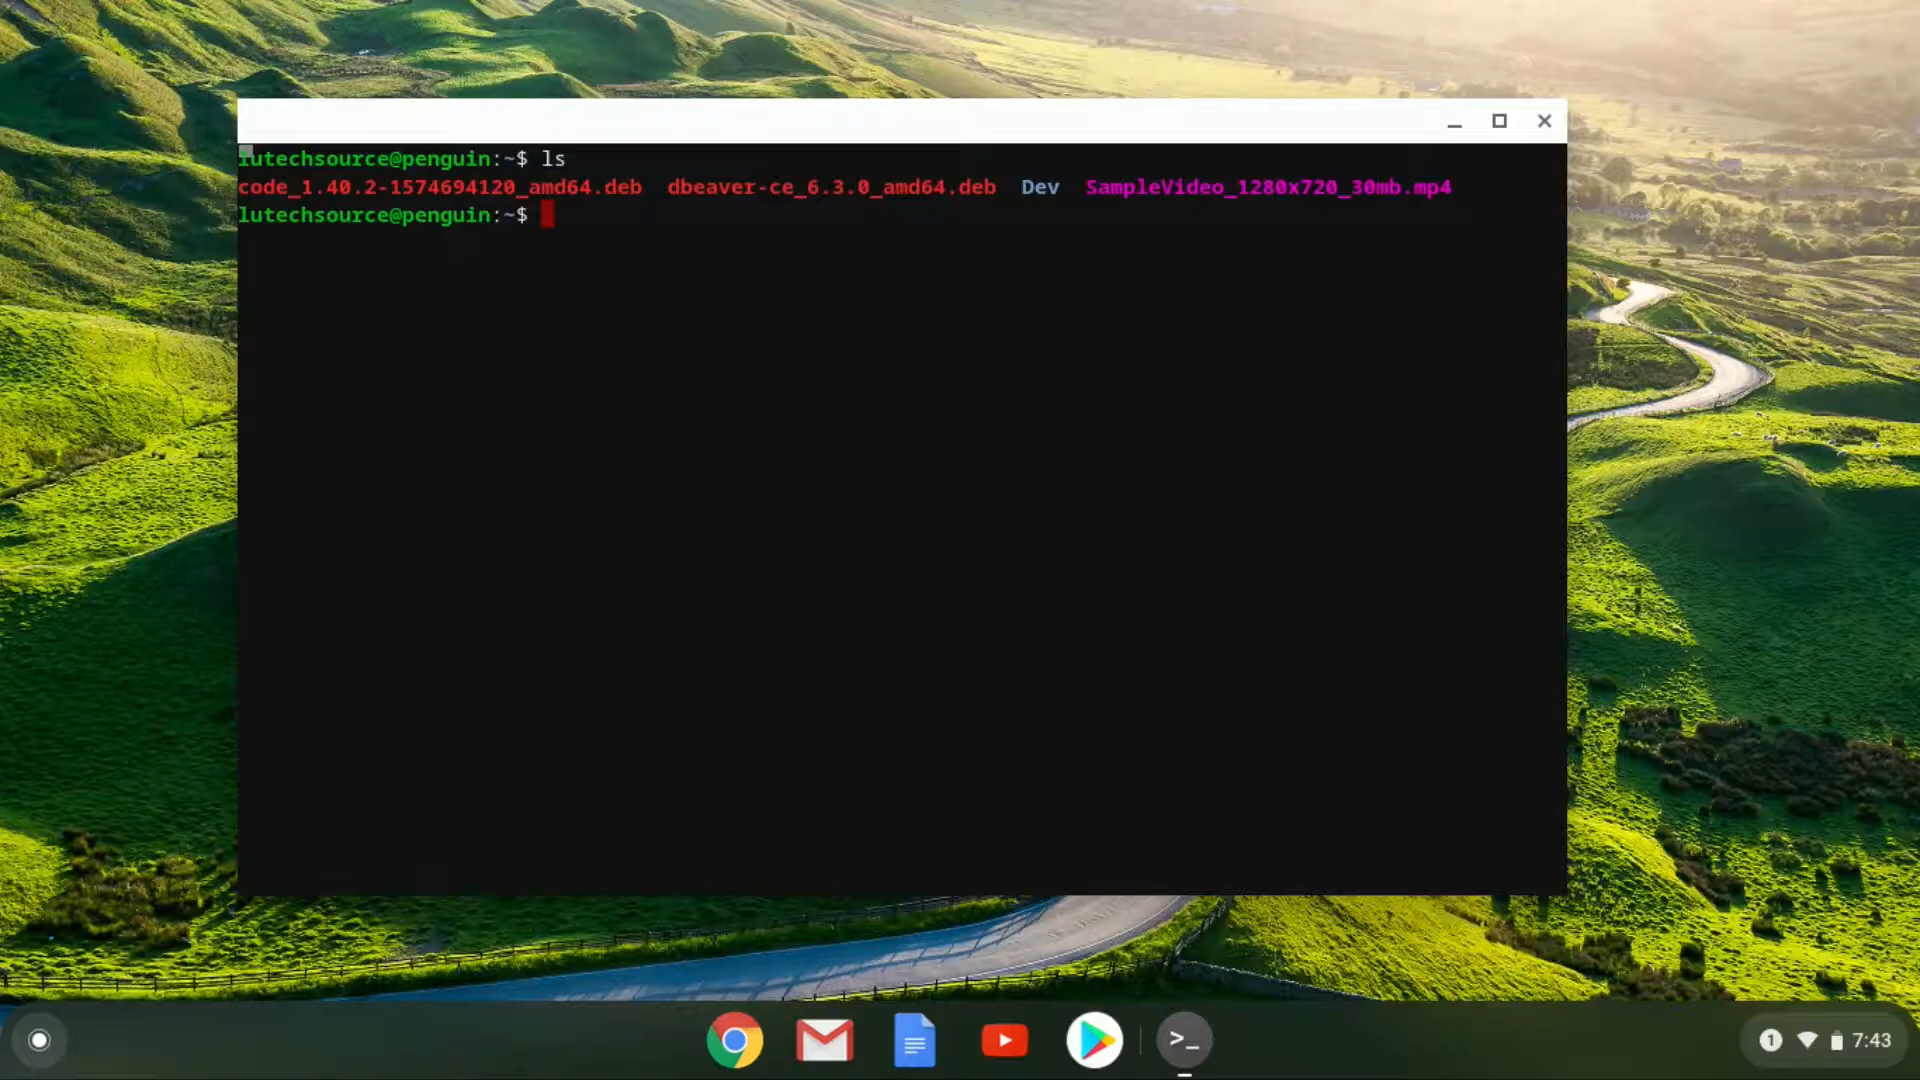 lutechsource@penguin:~$ ls
code_1.40.2-1574694120_amd64.deb  dbeaver-ce_6.3.0_amd64.deb  Dev  SampleVideo_1280x720_30mb.mp4
lutechsource@penguin:~$
>_
1 7:43